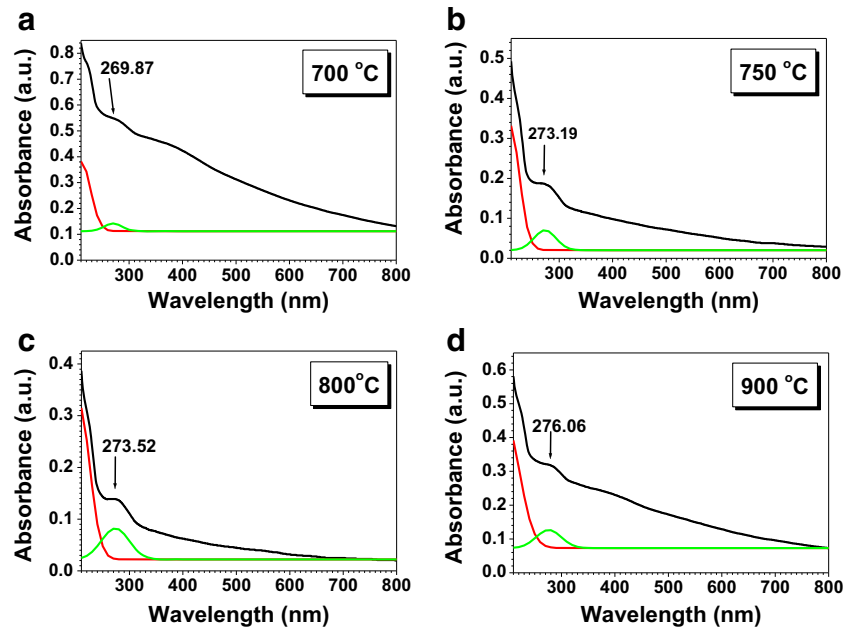 a
0.8
0.7
0.6
0.5
0.4
0.3
0.2
0.1
0.0
Absorbance (a.u.)
269.87
700 °C
300 400 500 600 700 800
Wavelength (nm)
b
0.5
0.4
0.3
0.2
0.1
0.0
Absorbance (a.u.)
273.19
750 °C
300 400 500 600 700 800
Wavelength (nm)
c
0.4
0.3
0.2
0.1
0.0
Absorbance (a.u.)
273.52
800°C
300 400 500 600 700 800
Wavelength (nm)
d
0.6
0.5
0.4
0.3
0.2
0.1
0.0
Absorbance (a.u.)
276.06
900 °C
300 400 500 600 700 800
Wavelength (nm)